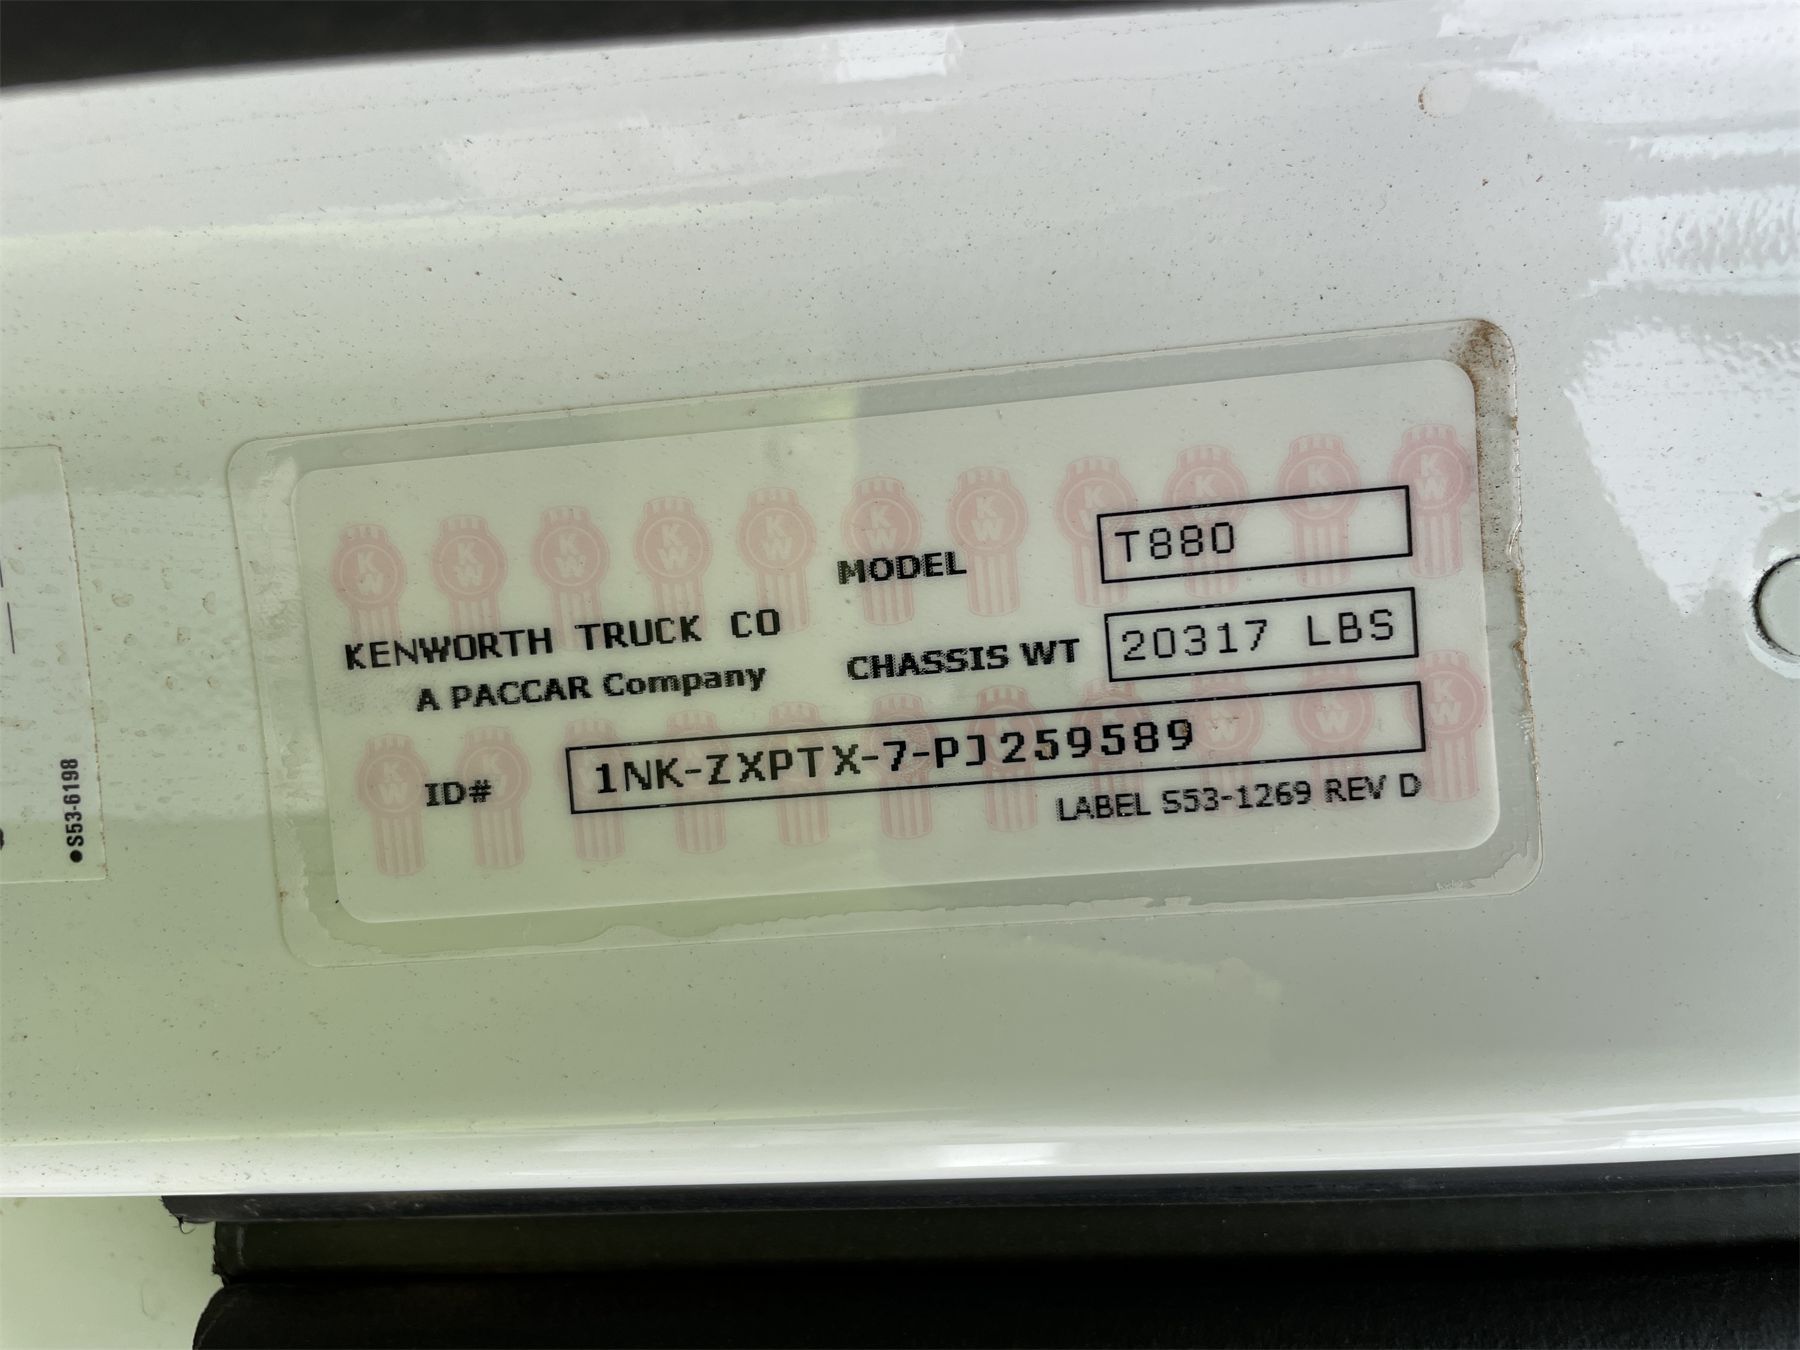 MODEL T880
KENWORTH TRUCK CO
A PACCAR Company
CHASSIS WT 20317 LBS
ID# 1NK-ZXPTX-7-PJ259589
LABEL S53-1269 REV D
●S53-6198